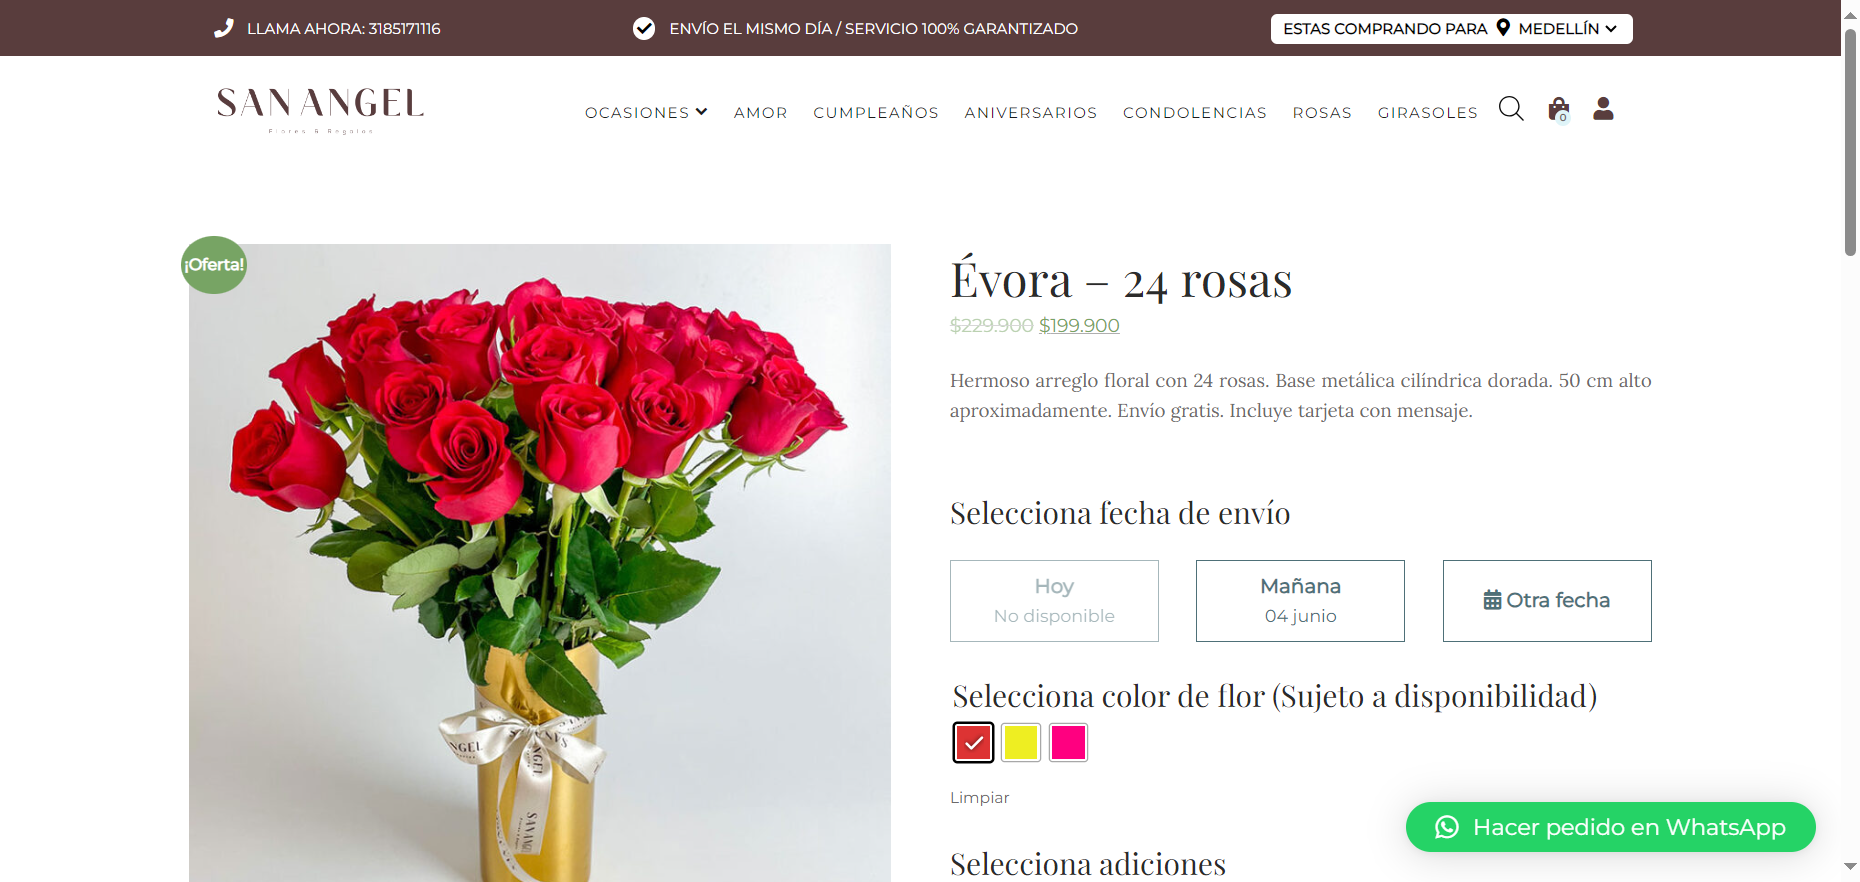 LLAMA AHORA: 3185171116
ENVÍO EL MISMO DÍA / SERVICIO 100% GARANTIZADO
ESTAS COMPRANDO PARA MEDELLÍN
SAN ANGEL
Flores & Regalos
OCASIONES
AMOR
CUMPLEAÑOS
ANIVERSARIOS
CONDOLENCIAS
ROSAS
GIRASOLES
0
¡Oferta!
Évora – 24 rosas
$229.900 $199.900
Hermoso arreglo floral con 24 rosas. Base metálica cilíndrica dorada. 50 cm alto
aproximadamente. Envío gratis. Incluye tarjeta con mensaje.
Selecciona fecha de envío
Hoy
No disponible
Mañana
04 junio
Otra fecha
Selecciona color de flor (Sujeto a disponibilidad)
Limpiar
Hacer pedido en WhatsApp
Selecciona adiciones